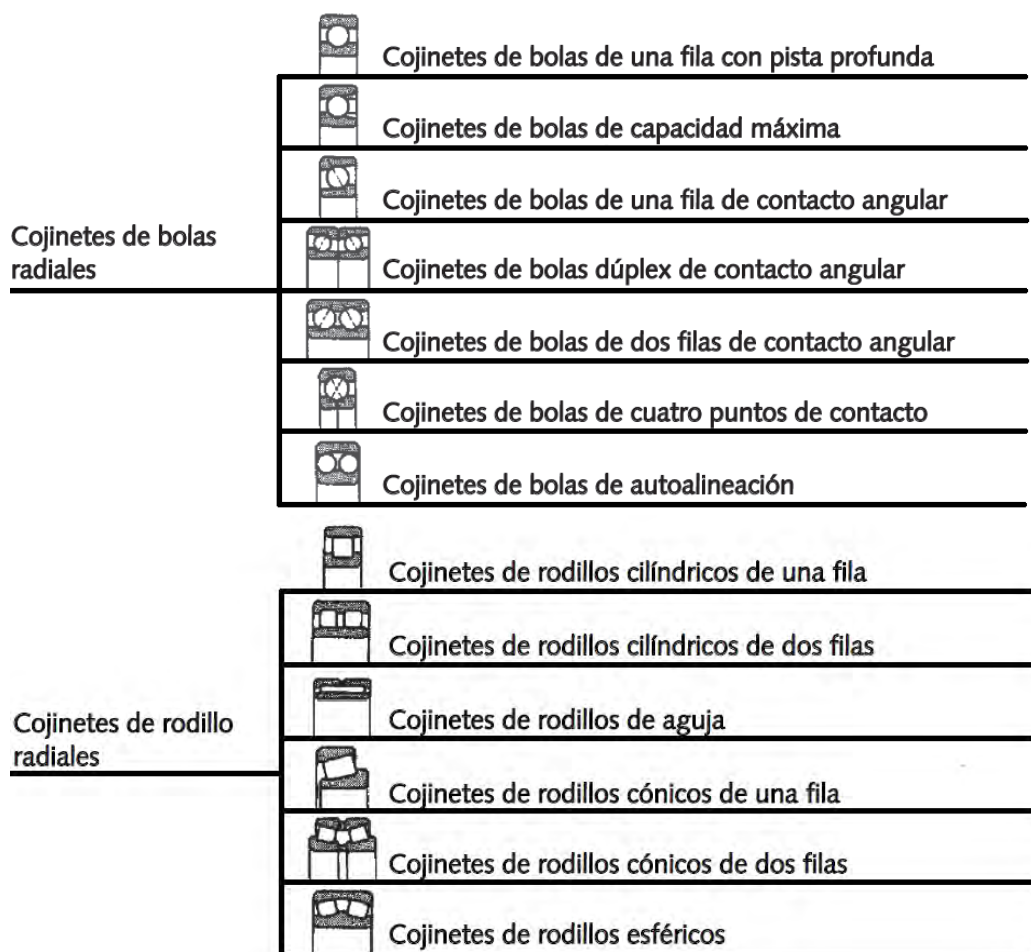 Cojinetes de bolas de una fila con pista profunda
Cojinetes de bolas de capacidad máxima
Cojinetes de bolas de una fila de contacto angular
Cojinetes de bolas
radiales
Cojinetes de bolas dúplex de contacto angular
Cojinetes de bolas de dos filas de contacto angular
Cojinetes de bolas de cuatro puntos de contacto
Cojinetes de bolas de autoalineación
Cojinetes de rodillos cilíndricos de una fila
Cojinetes de rodillos cilíndricos de dos filas
Cojinetes de rodillo
radiales
Cojinetes de rodillos de aguja
Cojinetes de rodillos cónicos de una fila
Cojinetes de rodillos cónicos de dos filas
Cojinetes de rodillos esféricos